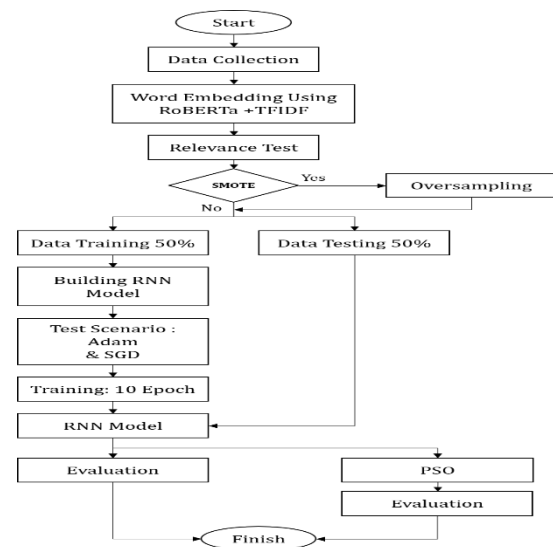 Start
Data Collection
Word Embedding Using
RoBERTa +TFIDF
Relevance Test
SMOTE
Yes
Oversampling
No
Data Training 50%
Data Testing 50%
Building RNN
Model
Test Scenario :
Adam
& SGD
Training: 10 Epoch
RNN Model
Evaluation
PSO
Evaluation
Finish